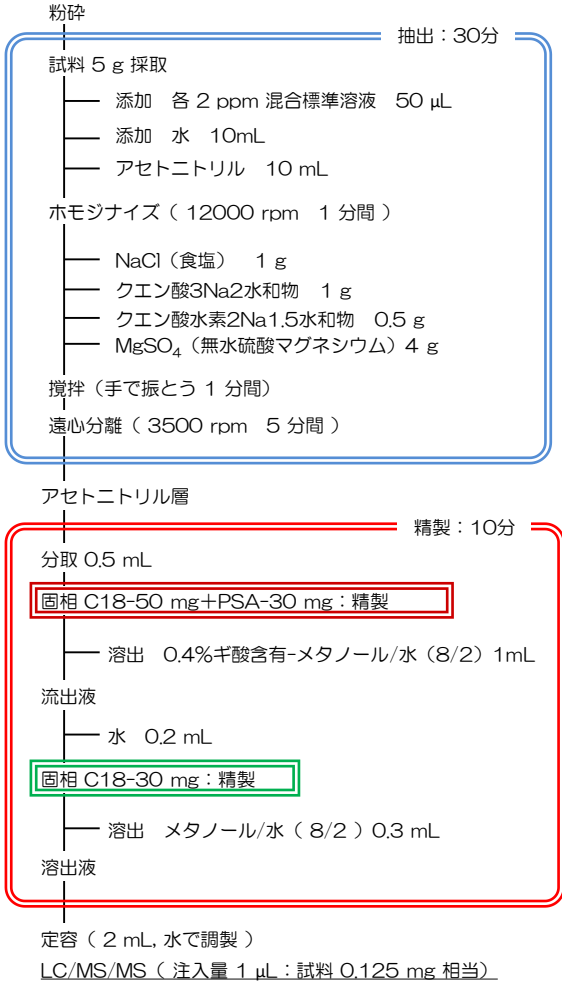 粉砕
抽出：30分
試料 5 g 採取
添加　各 2 ppm 混合標準溶液　50 μL
添加　水　10mL
アセトニトリル　10 mL
ホモジナイズ（ 12000 rpm　1 分間 ）
NaCl（食塩）　1 g
クエン酸3Na2水和物　1 g
クエン酸水素2Na1.5水和物　0.5 g
MgSO₄（無水硫酸マグネシウム）4 g
撹拌（手で振とう 1 分間）
遠心分離（ 3500 rpm　5 分間 ）
アセトニトリル層
精製：10分
分取 0.5 mL
固相 C18-50 mg＋PSA-30 mg：精製
溶出　0.4%ギ酸含有-メタノール/水（8/2）1mL
流出液
水　0.2 mL
固相 C18-30 mg：精製
溶出　メタノール/水（ 8/2 ）0.3 mL
溶出液
定容（ 2 mL, 水で調製 ）
LC/MS/MS（ 注入量 1 μL：試料 0.125 mg 相当）